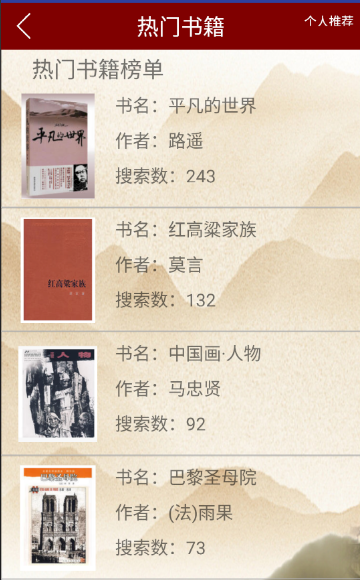 热门书籍
个人推荐
热门书籍榜单
平凡的世界
书名：平凡的世界
作者：路遥
搜索数：243
红高粱家族
书名：红高粱家族
作者：莫言
搜索数：132
书名：中国画·人物
作者：马忠贤
搜索数：92
巴黎圣母院
书名：巴黎圣母院
作者：(法)雨果
搜索数：73